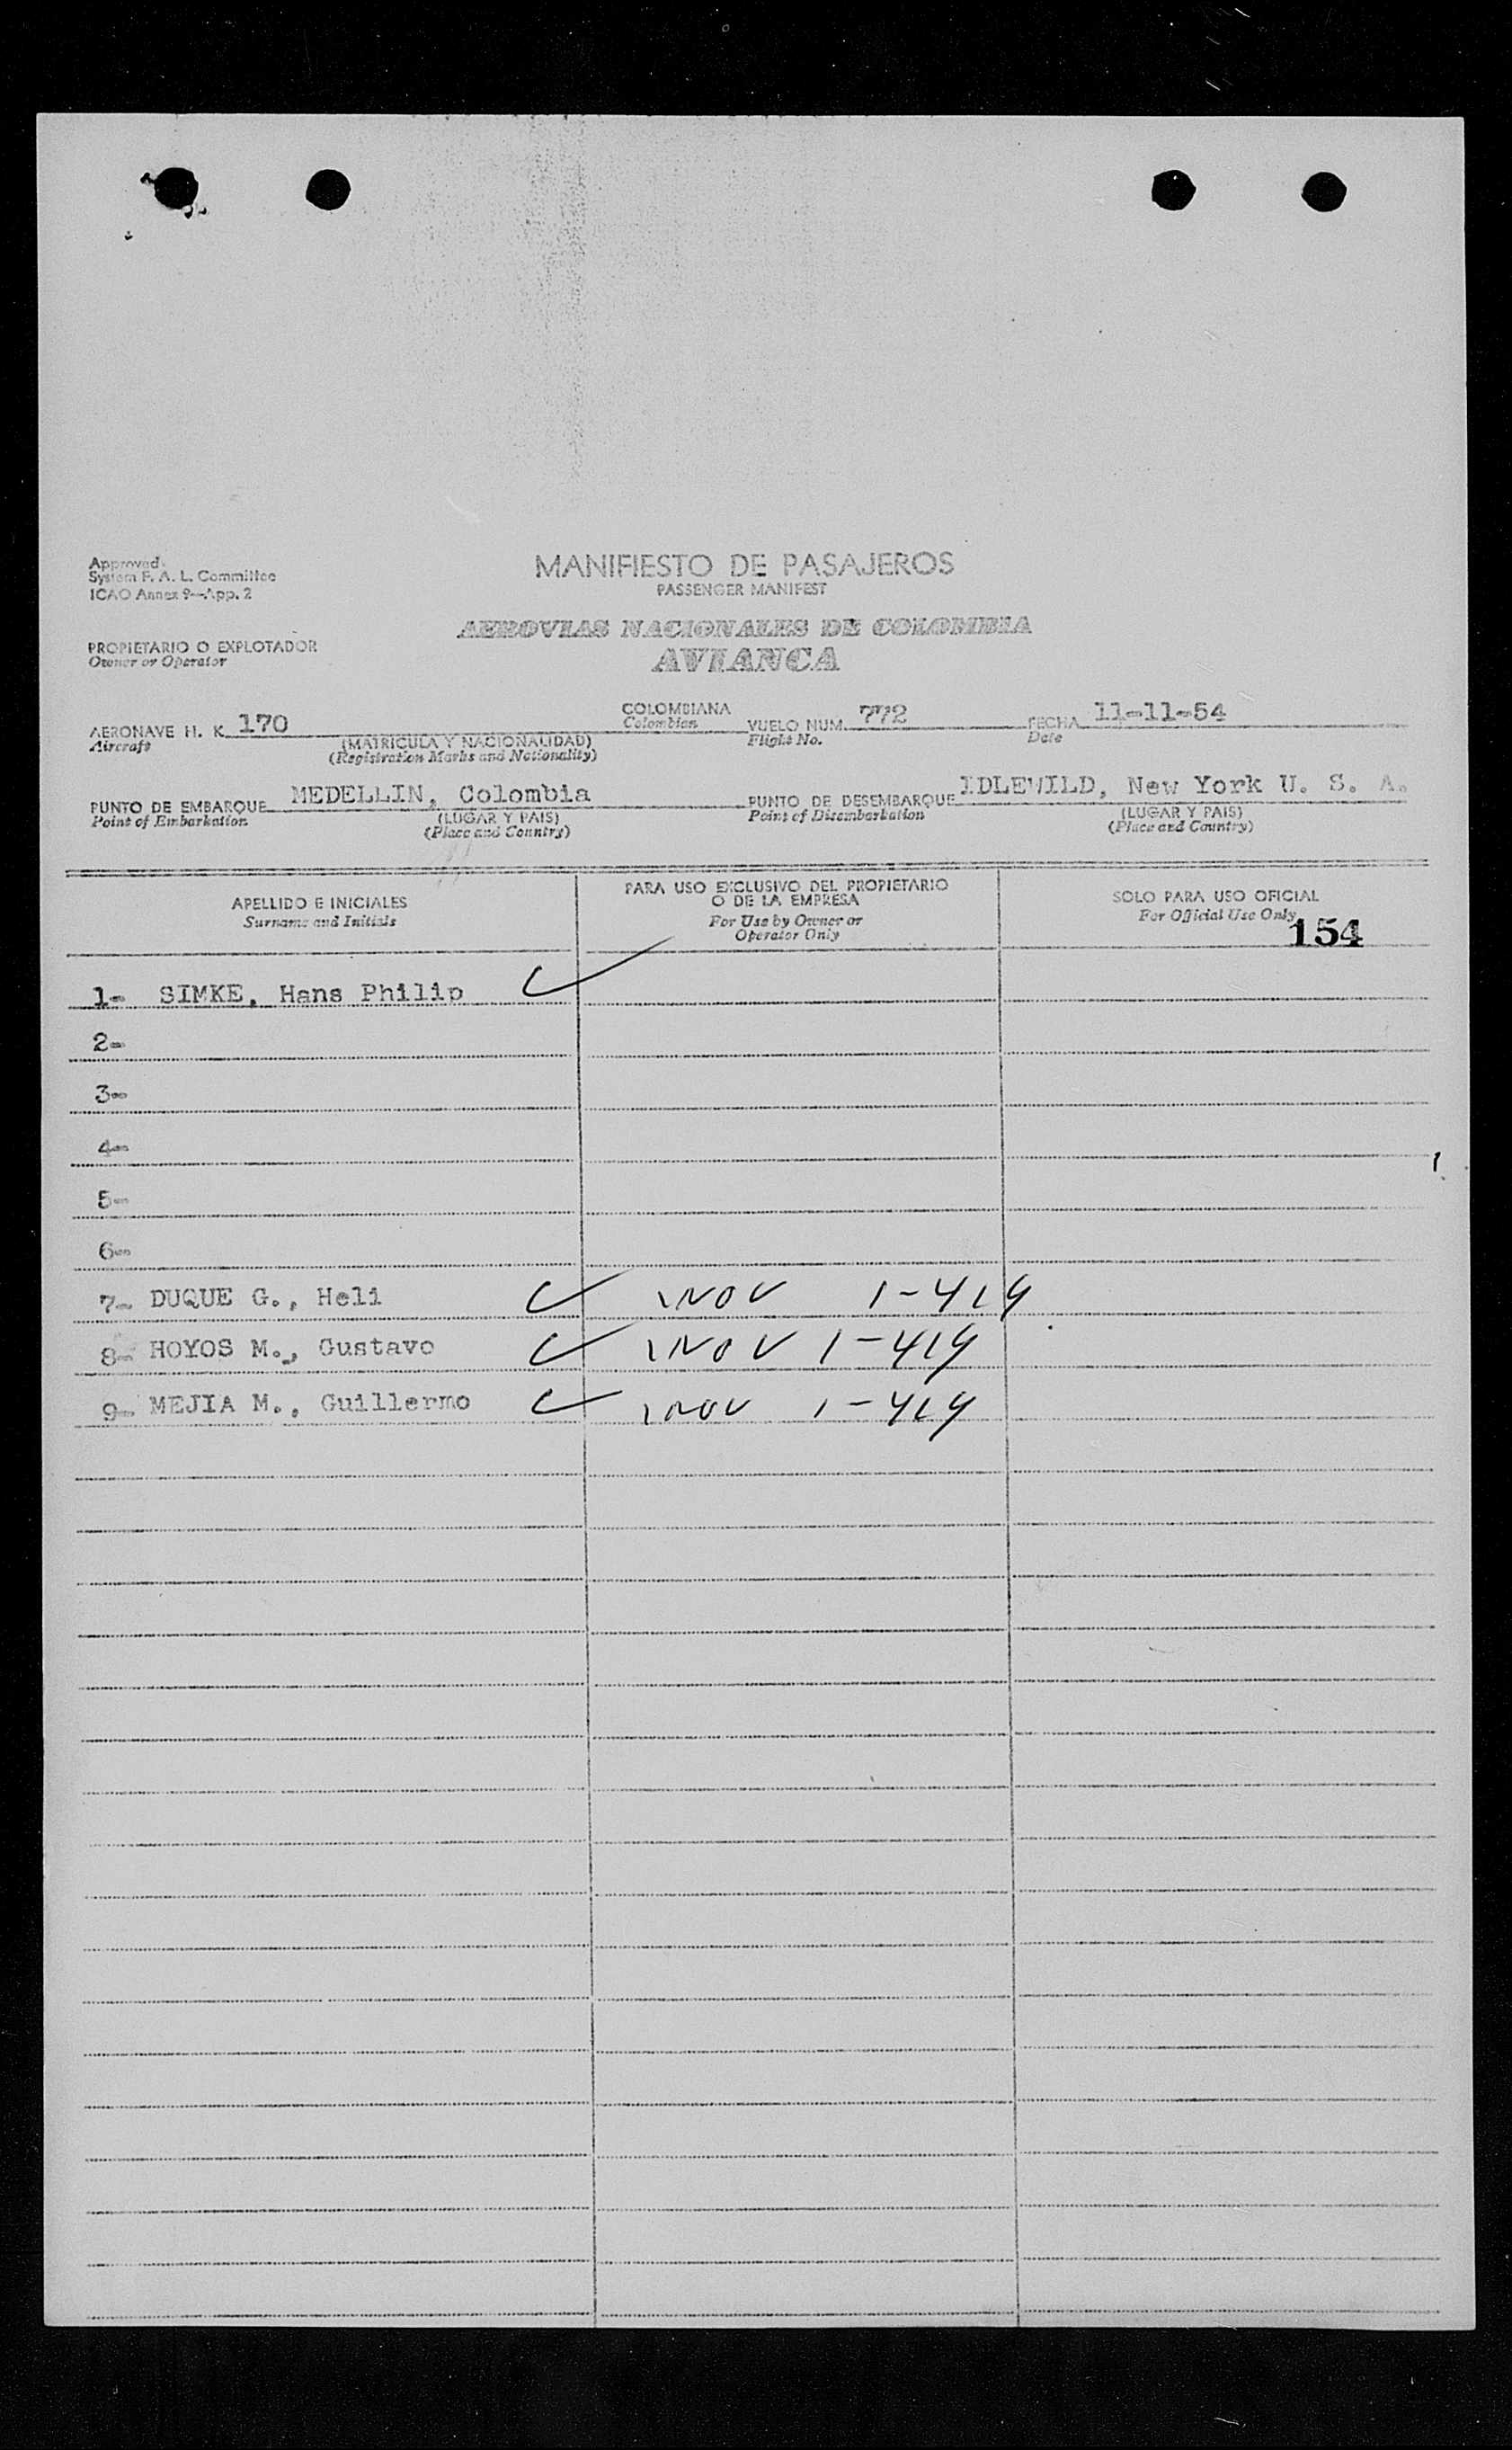 Approved
System F. A. L. Committee
ICAO Annex 9—App. 2
MANIFIESTO DE PASAJEROS
PASSENGER MANIFEST
AEROVIAS NACIONALES DE COLOMBIA
AVIANCA
PROPIETARIO O EXPLOTADOR
Owner or Operator
AERONAVE H. K. 170 COLOMBIANA VUELO NUM. 772 FECHA 11-11-54
Aircraft (MATRICULA Y NACIONALIDAD) Colombian Flight No. Date
(Registration Marks and Nationality)
PUNTO DE EMBARQUE MEDELLIN, Colombia PUNTO DE DESEMBARQUE IDLEWILD, New York U. S. A.
Point of Embarkation (LUGAR Y PAIS) Point of Disembarkation (LUGAR Y PAIS)
(Place and Country) (Place and Country)
APELLIDO E INICIALES
Surname and Initials
PARA USO EXCLUSIVO DEL PROPIETARIO
O DE LA EMPRESA
For Use by Owner or
Operator Only
SOLO PARA USO OFICIAL
For Official Use Only
154
1- SIMKE, Hans Philip
2-
3-
4-
5-
6-
7- DUQUE G., Heli 1-414
8- HOYOS M., Gustavo 1-414
9- MEJIA M., Guillermo 1-414